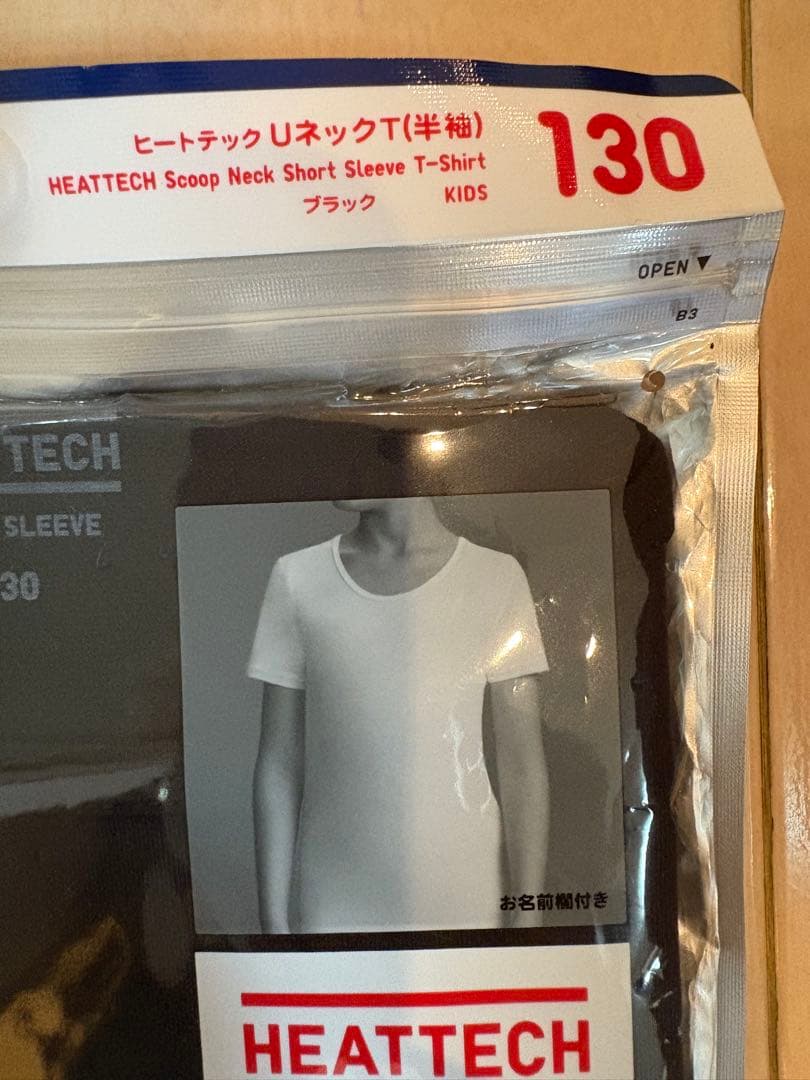 ヒートテック UネックT(半袖)
HEATTECH Scoop Neck Short Sleeve T-Shirt
ブラック KIDS
130
OPEN▼
B3
TECH
SLEEVE
30
お名前欄付き
HEATTECH